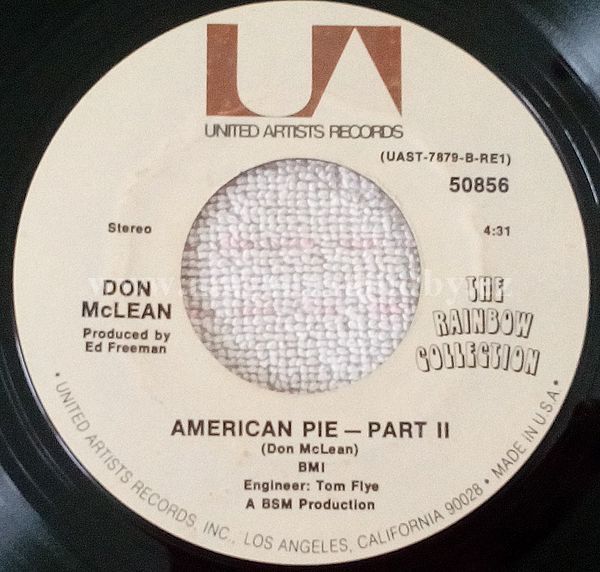 UA
UNITED ARTISTS RECORDS
(UAST-7879-B-RE1)
50856
Stereo
4:31
DON
McLEAN
Produced by
Ed Freeman
THE
RAINBOW
COLLECTION
AMERICAN PIE — PART II
(Don McLean)
BMI
Engineer: Tom Flye
A BSM Production
• UNITED ARTISTS RECORDS, INC., LOS ANGELES, CALIFORNIA 90028 • MADE IN U.S.A. •